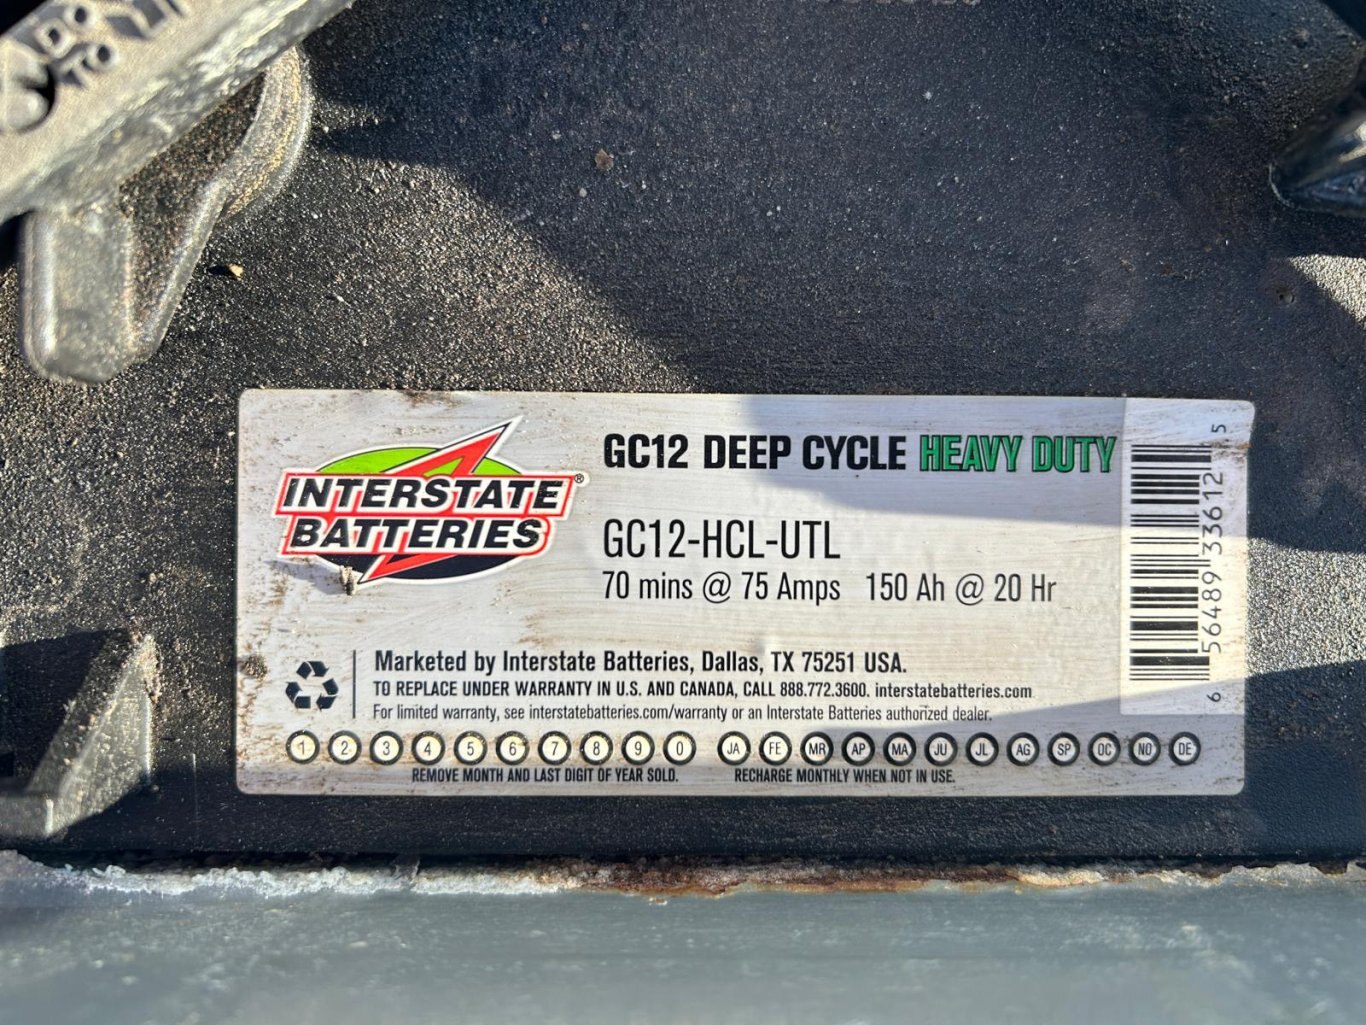 DO
TO
INTERSTATE®
BATTERIES
GC12 DEEP CYCLE HEAVY DUTY
GC12-HCL-UTL
70 mins @ 75 Amps 150 Ah @ 20 Hr
Marketed by Interstate Batteries, Dallas, TX 75251 USA.
TO REPLACE UNDER WARRANTY IN U.S. AND CANADA, CALL 888.772.3600. interstatebatteries.com
For limited warranty, see interstatebatteries.com/warranty or an Interstate Batteries authorized dealer.
1 2 3 4 5 6 7 8 9 0 JA FE MR AP MA JU JL AG SP OC NO DE
REMOVE MONTH AND LAST DIGIT OF YEAR SOLD. RECHARGE MONTHLY WHEN NOT IN USE.
6 56489 33612 5